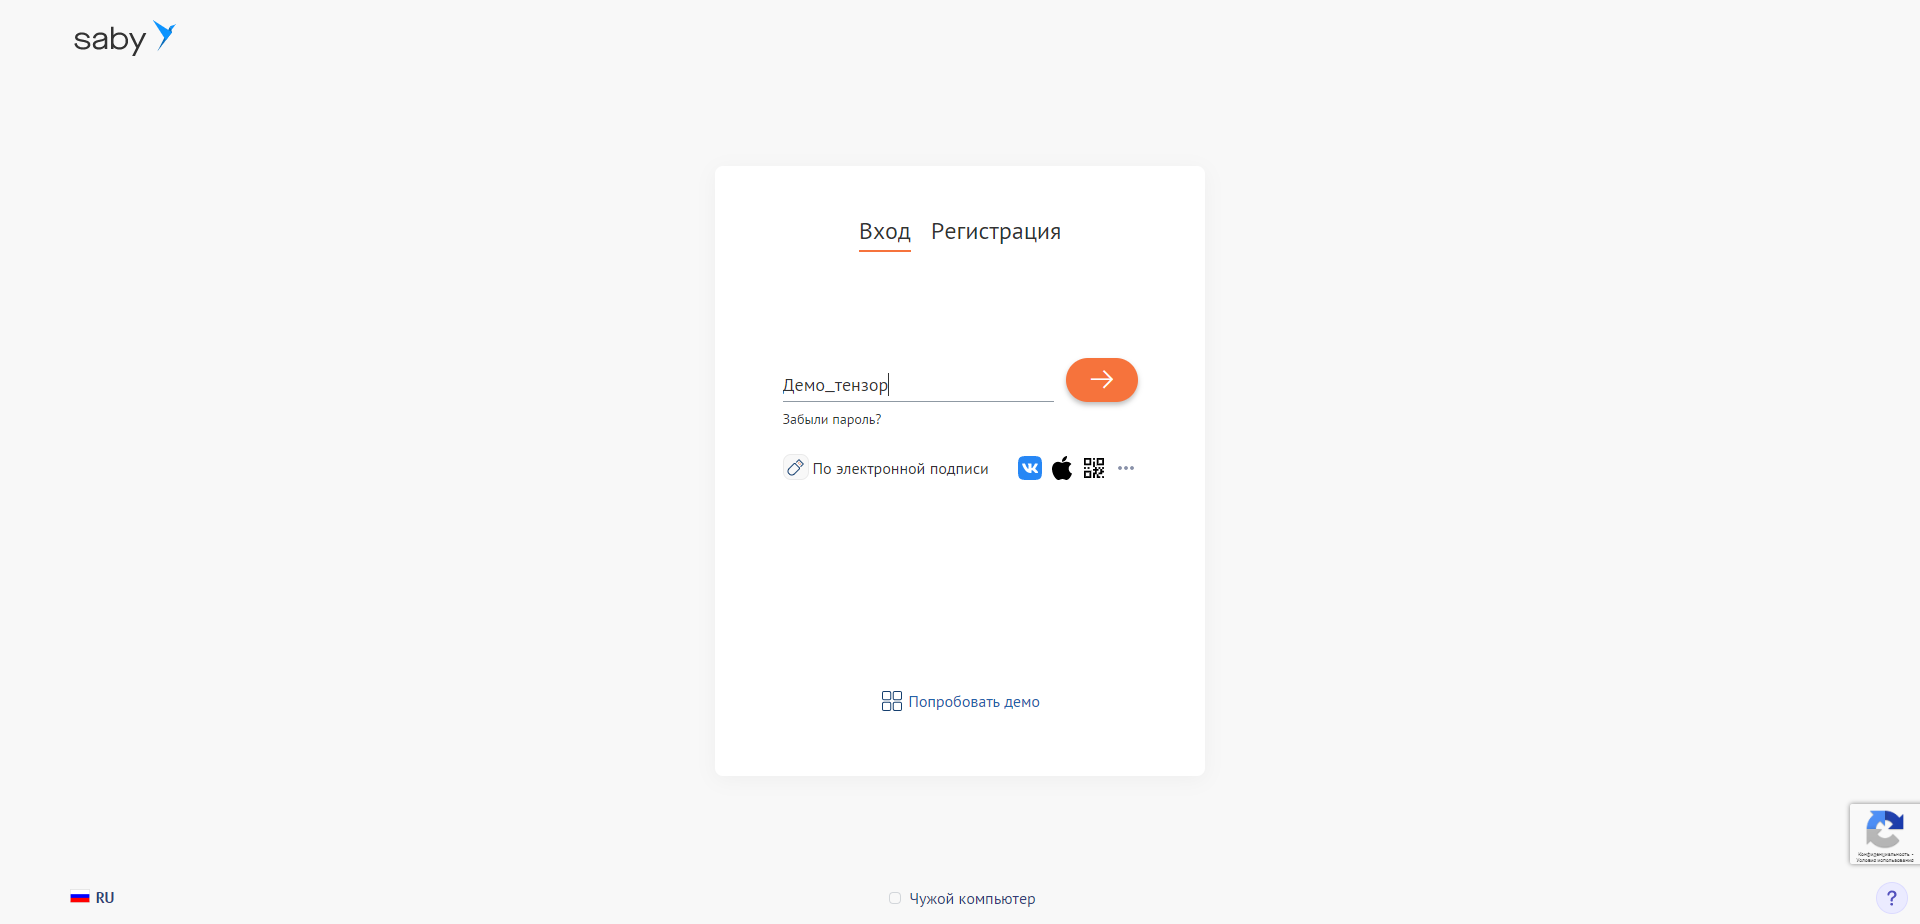 saby
Вход Регистрация
Демо_тензор
Забыли пароль?
По электронной подписи
Попробовать демо
Конфиденциальность -
Условия использования
RU
Чужой компьютер
?